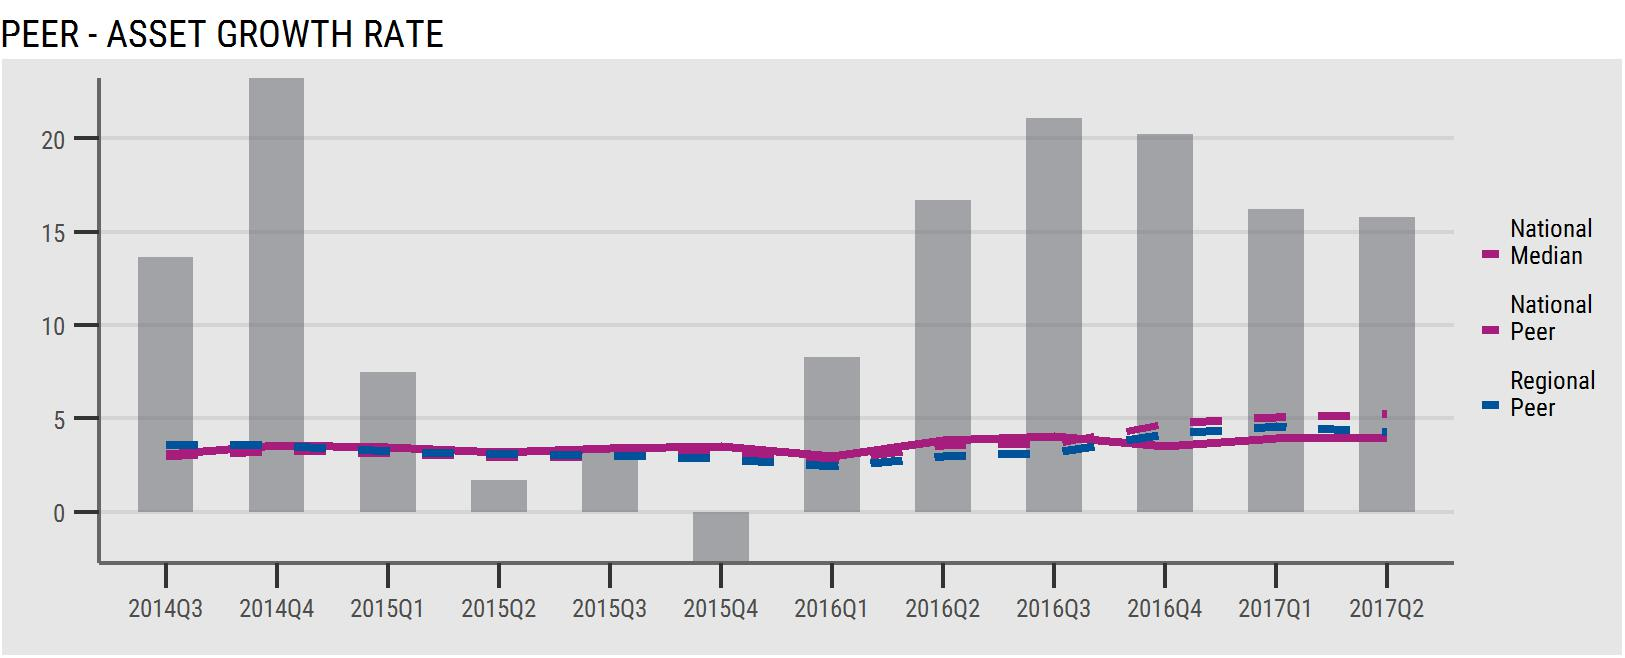 PEER - ASSET GROWTH RATE
20
15
10
5
0
2014Q3 2014Q4 2015Q1 2015Q2 2015Q3 2015Q4 2016Q1 2016Q2 2016Q3 2016Q4 2017Q1 2017Q2
National
Median
National
Peer
Regional
Peer